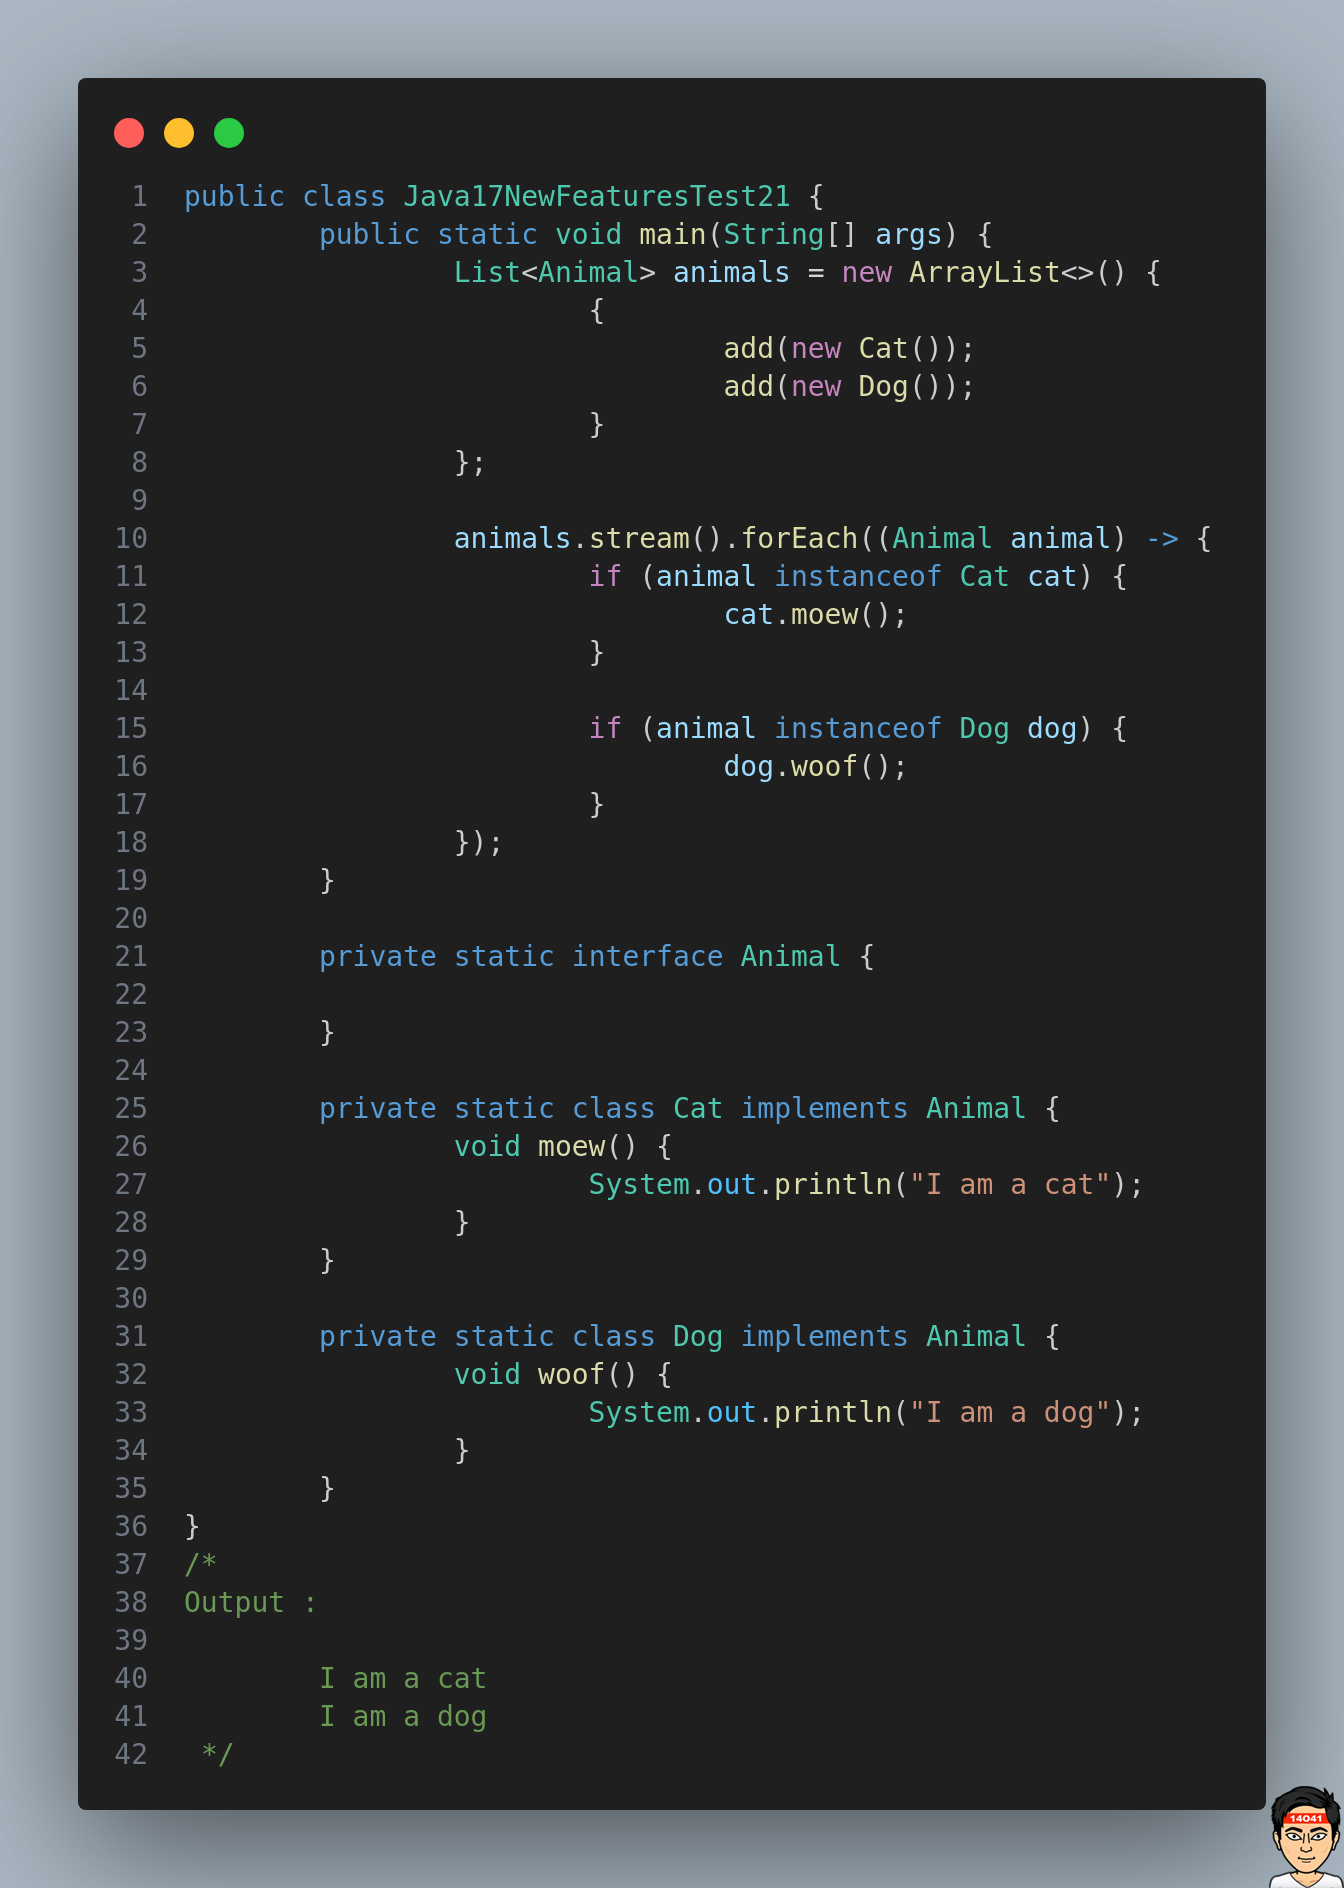 1 public class Java17NewFeaturesTest21 {
2 public static void main(String[] args) {
3 List<Animal> animals = new ArrayList<>() {
4 {
5 add(new Cat());
6 add(new Dog());
7 }
8 };
9
10 animals.stream().forEach((Animal animal) -> {
11 if (animal instanceof Cat cat) {
12 cat.moew();
13 }
14
15 if (animal instanceof Dog dog) {
16 dog.woof();
17 }
18 });
19 }
20
21 private static interface Animal {
22
23 }
24
25 private static class Cat implements Animal {
26 void moew() {
27 System.out.println("I am a cat");
28 }
29 }
30
31 private static class Dog implements Animal {
32 void woof() {
33 System.out.println("I am a dog");
34 }
35 }
36 }
37 /*
38 Output :
39
40 I am a cat
41 I am a dog
42 */
14041